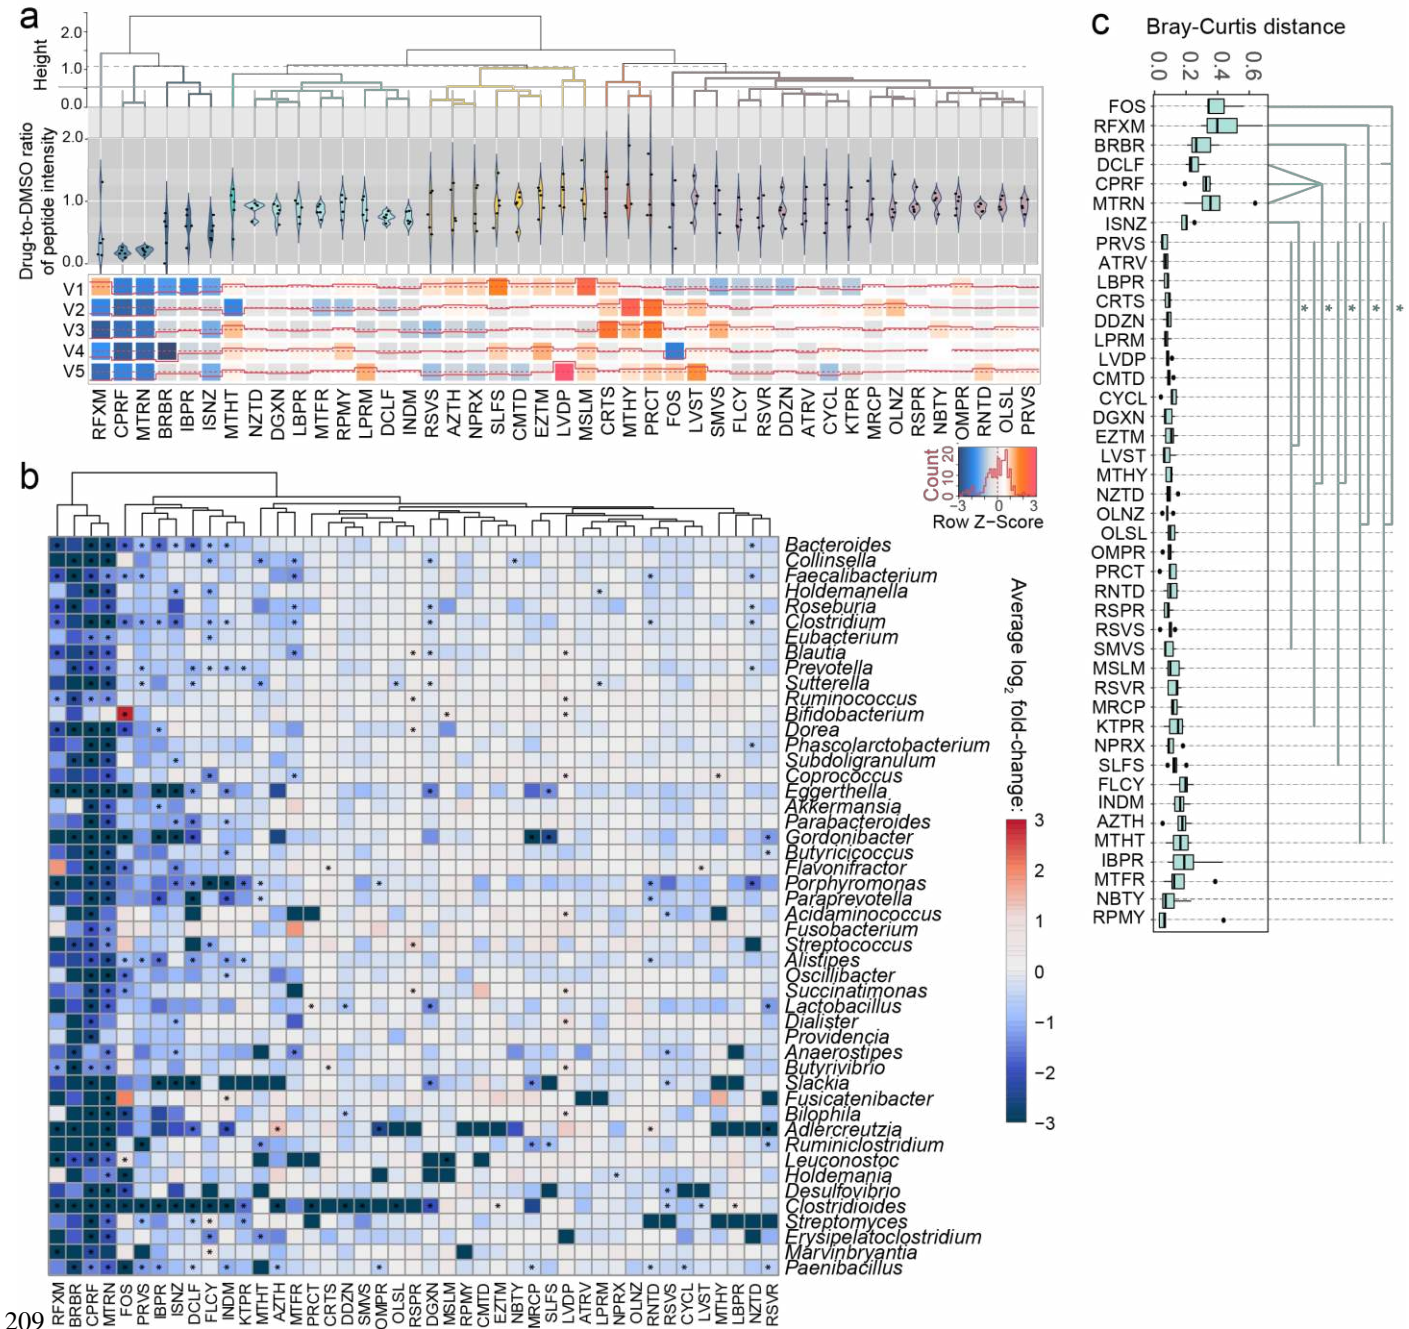 a
Height
2.0
1.0
0.0
Drug-to-DMSO ratio
of peptide intensity
2.0
1.0
0.0
V1
V2
V3
V4
V5
RFXM
CPRF
MTRN
BRBR
IBPR
ISNZ
MTHT
NZTD
DGXN
LBPR
MTFR
RPMY
LPRM
DCLF
INDM
RSVS
AZTH
NPRX
SLFS
CMTD
EZTM
LVDP
MSLM
CRTS
MTHY
PRCT
FOS
LVST
SMVS
FLCY
RSVR
DDZN
ATRV
CYCL
KTPR
MRCP
OLNZ
RSPR
NBTY
OMPR
RNTD
OLSL
PRVS
Count
0 10 20
−3 0 3
Row Z−Score
b
Bacteroides
Collinsella
Faecalibacterium
Holdemanella
Roseburia
Clostridium
Eubacterium
Blautia
Prevotella
Sutterella
Ruminococcus
Bifidobacterium
Dorea
Phascolarctobacterium
Subdoligranulum
Coprococcus
Eggerthella
Akkermansia
Parabacteroides
Gordonibacter
Butyricicoccus
Flavonifractor
Porphyromonas
Paraprevotella
Acidaminococcus
Fusobacterium
Streptococcus
Alistipes
Oscillibacter
Succinatimonas
Lactobacillus
Dialister
Providencia
Anaerostipes
Butyrivibrio
Slackia
Fusicatenibacter
Bilophila
Adlercreutzia
Ruminiclostridium
Leuconostoc
Holdemania
Desulfovibrio
Clostridioides
Streptomyces
Erysipelatoclostridium
Marvinbryantia
Paenibacillus
RFXM
BRBR
CPRF
MTRN
FOS
PRVS
IBPR
ISNZ
DCLF
FLCY
INDM
KTPR
MTHT
AZTH
MTFR
PRCT
CRTS
DDZN
SMVS
OMPR
OLSL
RSPR
DGXN
MSLM
RPMY
CMTD
EZTM
NBTY
MRCP
SLFS
LVDP
ATRV
LPRM
NPRX
OLNZ
RNTD
RSVS
CYCL
LVST
MTHY
LBPR
NZTD
RSVR
Average log2 fold-change:
3
2
1
0
−1
−2
−3
c
Bray-Curtis distance
0.0 0.2 0.4 0.6
FOS
RFXM
BRBR
DCLF
CPRF
MTRN
ISNZ
PRVS
ATRV
LBPR
CRTS
DDZN
LPRM
LVDP
CMTD
CYCL
DGXN
EZTM
LVST
MTHY
NZTD
OLNZ
OLSL
OMPR
PRCT
RNTD
RSPR
RSVS
SMVS
MSLM
RSVR
MRCP
KTPR
NPRX
SLFS
FLCY
INDM
AZTH
MTHT
IBPR
MTFR
NBTY
RPMY
* * * * *
209